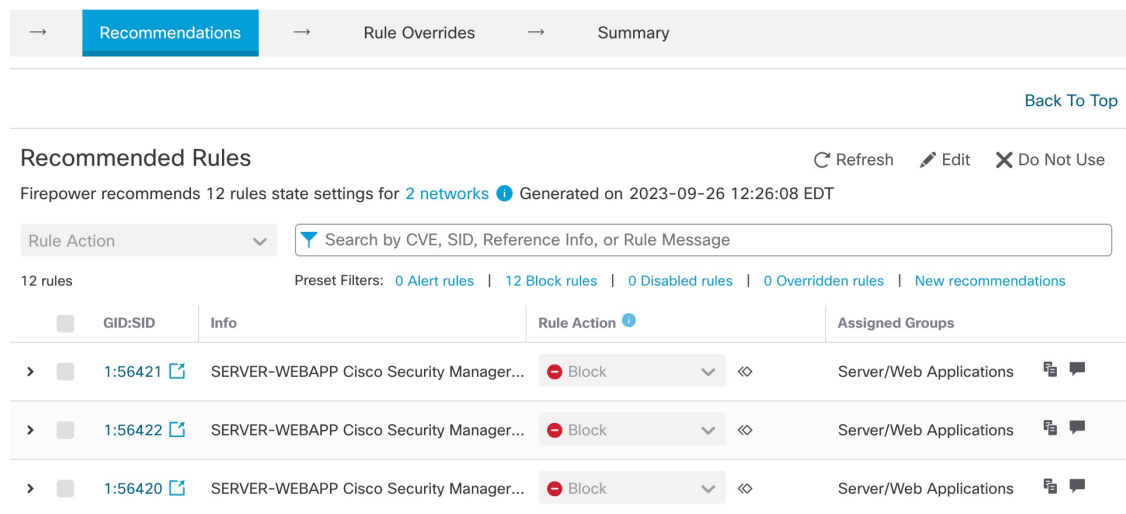 → Recommendations → Rule Overrides → Summary
Back To Top
Recommended Rules
Refresh Edit Do Not Use
Firepower recommends 12 rules state settings for 2 networks Generated on 2023-09-26 12:26:08 EDT
Rule Action
Search by CVE, SID, Reference Info, or Rule Message
12 rules
Preset Filters: 0 Alert rules | 12 Block rules | 0 Disabled rules | 0 Overridden rules | New recommendations
GID:SID Info Rule Action Assigned Groups
1:56421 SERVER-WEBAPP Cisco Security Manager... Block Server/Web Applications
1:56422 SERVER-WEBAPP Cisco Security Manager... Block Server/Web Applications
1:56420 SERVER-WEBAPP Cisco Security Manager... Block Server/Web Applications